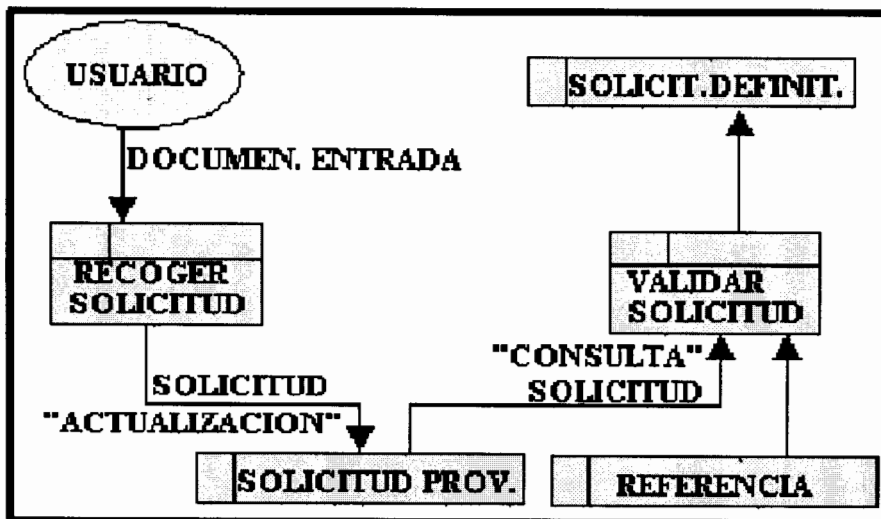 USUARIO
DOCUMEN. ENTRADA
RECOGER
SOLICITUD
SOLICITUD
"ACTUALIZACION"
SOLICITUD PROV.
SOLICIT.DEFINIT.
VALIDAR
SOLICITUD
"CONSULTA"
SOLICITUD
REFERENCIA